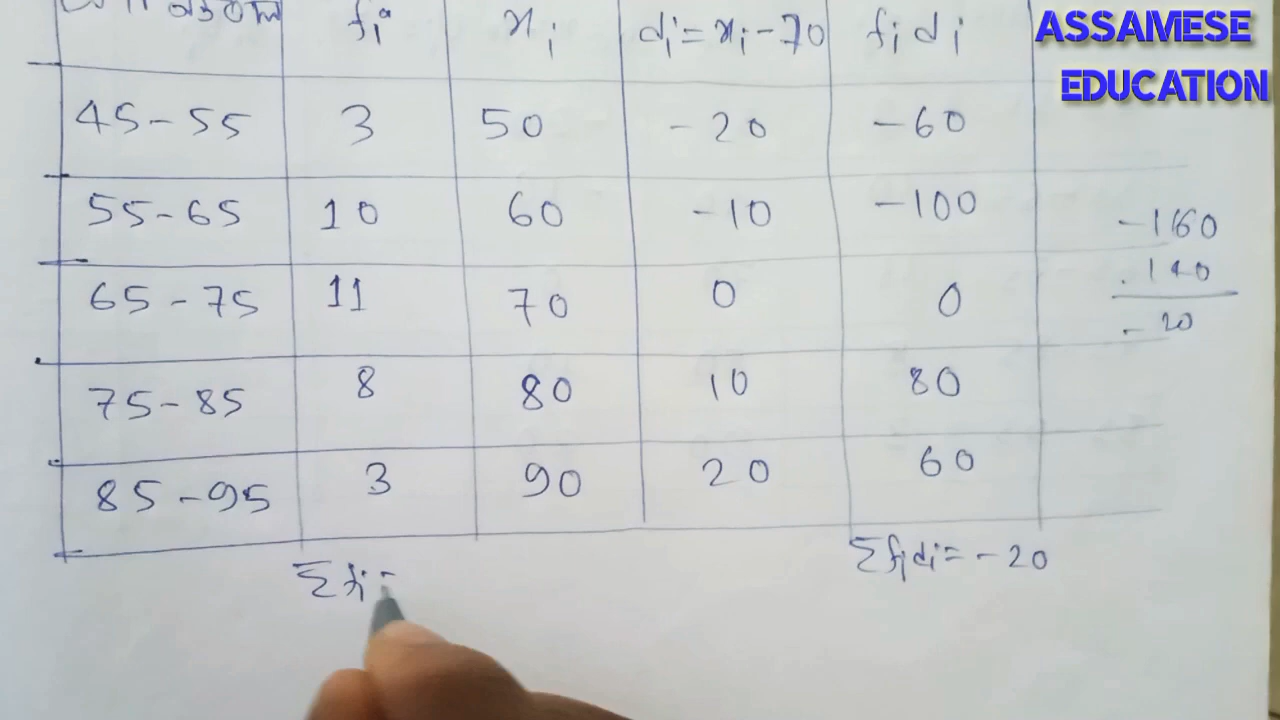 fi xi di=xi-70 fidi
45-55 3 50 -20 -60
55-65 10 60 -10 -100
65-75 11 70 0 0
75-85 8 80 10 80
85-95 3 90 20 60
Σfi= Σfidi=-20
-160
140
-20
ASSAMESE
EDUCATION